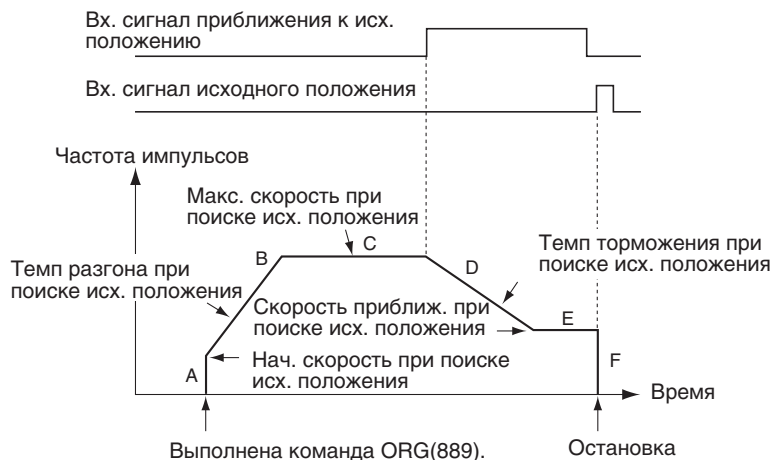 Вх. сигнал приближения к исх.
положению
Вх. сигнал исходного положения
Частота импульсов
Макс. скорость при
поиске исх. положения
B
C
Темп разгона при
поиске исх. положения
D
Темп торможения при
поиске исх. положения
Скорость приближ. при
поиске исх. положения
E
A
Нач. скорость при поиске
исх. положения
F
Время
Выполнена команда ORG(889).
Остановка